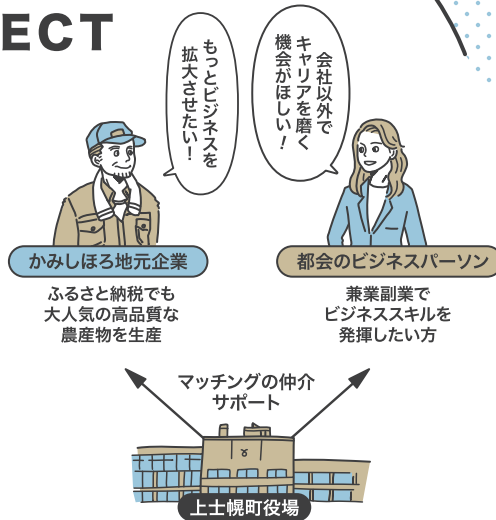 ECT
もっとビジネスを
拡大させたい！
会社以外で
キャリアを磨く
機会がほしい！
かみしほろ地元企業
都会のビジネスパーソン
ふるさと納税でも
大人気の高品質な
農産物を生産
兼業副業で
ビジネススキルを
発揮したい方
マッチングの仲介
サポート
上士幌町役場